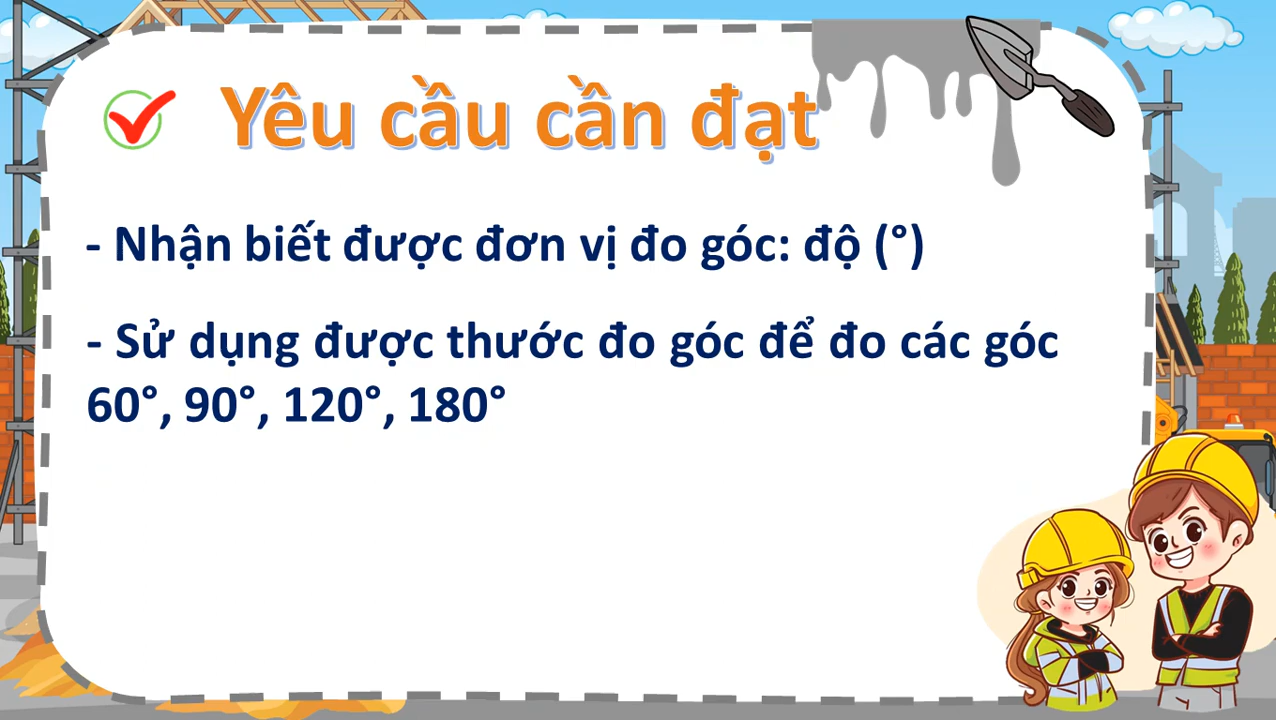 Yêu cầu cần đạt
- Nhận biết được đơn vị đo góc: độ (°)
- Sử dụng được thước đo góc để đo các góc
60°, 90°, 120°, 180°